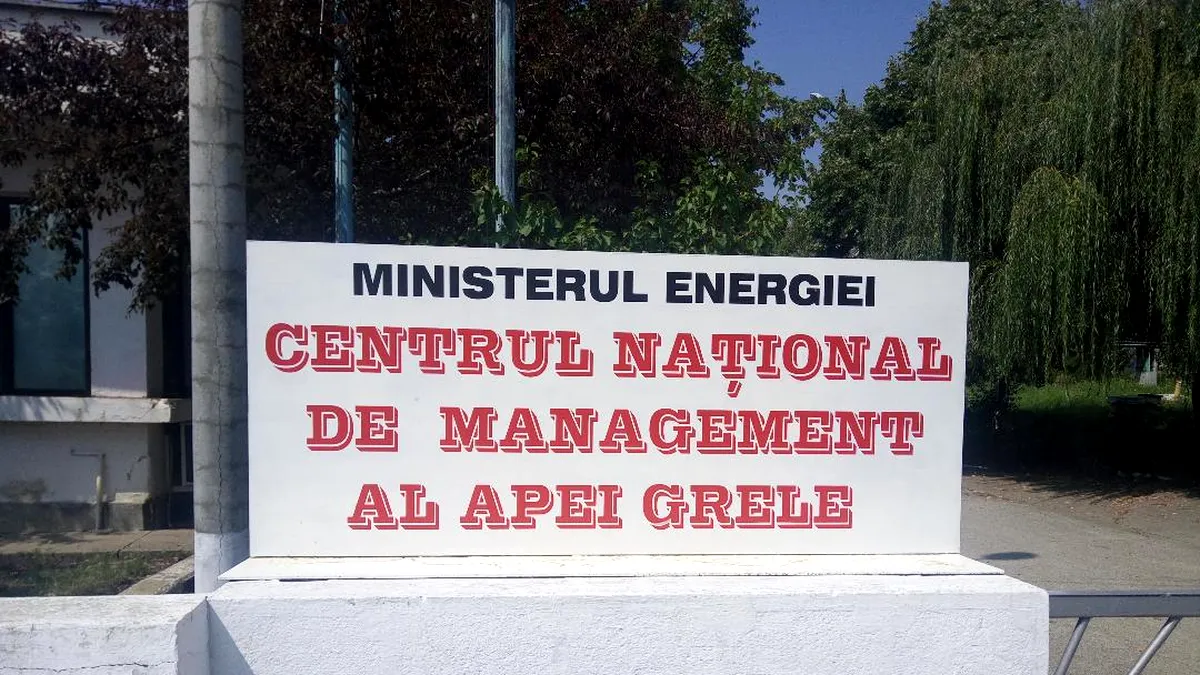 MINISTERUL ENERGIEI
CENTRUL NAȚIONAL
DE MANAGEMENT
AL APEI GRELE